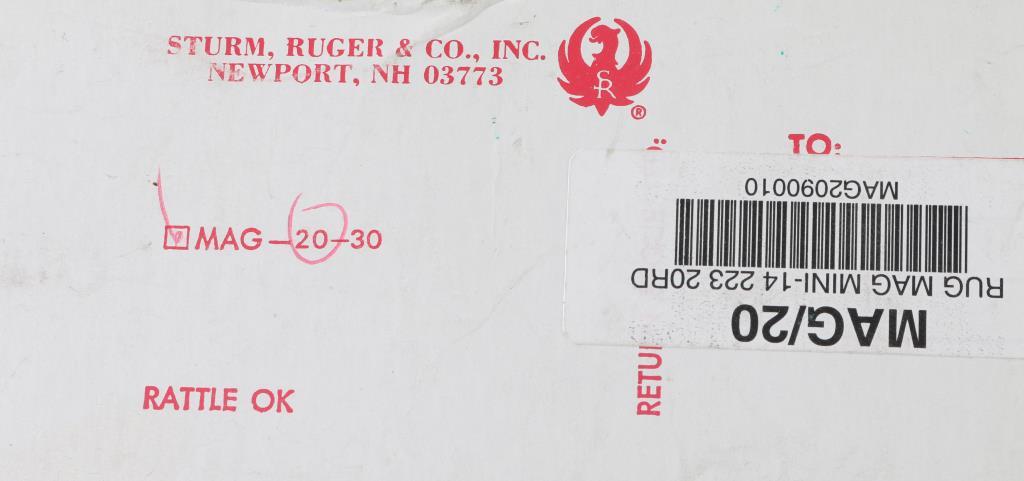 STURM, RUGER & CO., INC.
NEWPORT, NH 03773
SR
®
TO:
MAG—20—30
RATTLE OK
RETU
MAG/20
RUG MAG MINI-14 223 20RD
MAG2090010